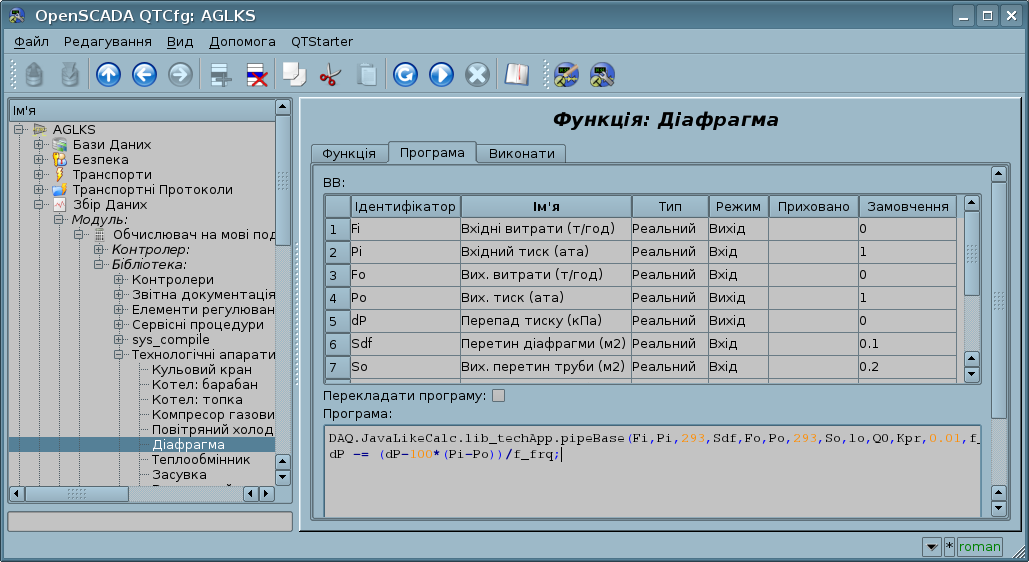 OpenSCADA QTCfg: AGLKS
Файл Редагування Вид Допомога QTStarter
Ім'я
AGLKS
Бази Даних
Безпека
Транспорти
Транспортні Протоколи
Збір Даних
Модуль:
Обчислювач на мові под
Контролер:
Бібліотека:
Контролери
Звітна документація
Елементи регулюван
Сервісні процедури
sys_compile
Технологічні апарати
Кульовий кран
Котел: барабан
Котел: топка
Компресор газови
Повітряний холод
Діафрагма
Теплообмінник
Засувка
Функція: Діафрагма
Функція Програма Виконати
ВВ:
Ідентифікатор Ім'я Тип Режим Приховано Замовчення
1 Fi Вхідні витрати (т/год) Реальний Вихід 0
2 Pi Вхідний тиск (ата) Реальний Вхід 1
3 Fo Вих. витрати (т/год) Реальний Вхід 0
4 Po Вих. тиск (ата) Реальний Вихід 1
5 dP Перепад тиску (кПа) Реальний Вихід 0
6 Sdf Перетин діафрагми (м2) Реальний Вхід 0.1
7 So Вих. перетин труби (м2) Реальний Вхід 0.2
Перекладати програму:
Програма:
DAQ.JavaLikeCalc.lib_techApp.pipeBase(Fi,Pi,293,Sdf,Fo,Po,293,So,lo,Q0,Kpr,0.01,f_
dP -= (dP-100*(Pi-Po))/f_frq;
* roman